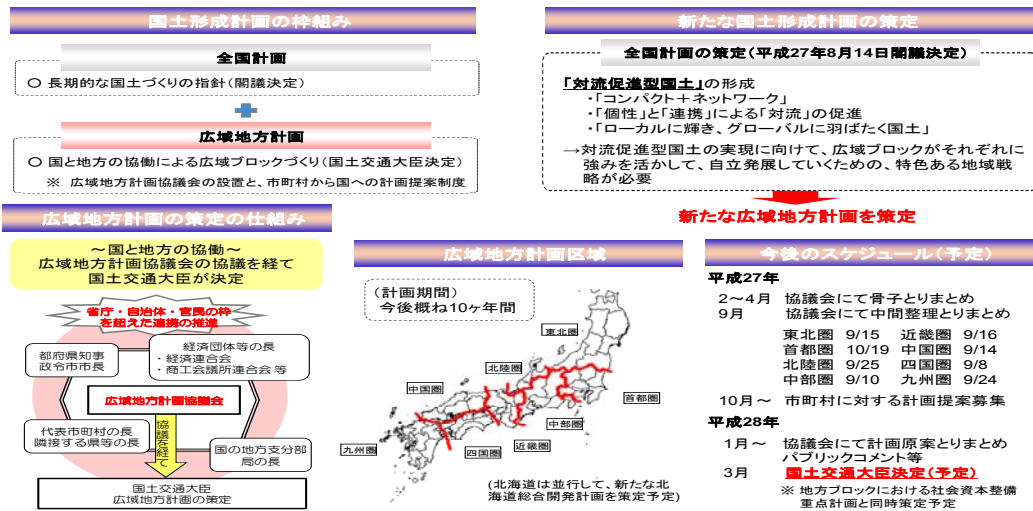 国土形成計画の枠組み
全国計画
○ 長期的な国土づくりの指針(閣議決定)
広域地方計画
○ 国と地方の協働による広域ブロックづくり(国土交通大臣決定)
※ 広域地方計画協議会の設置と、市町村から国への計画提案制度
新たな国土形成計画の策定
全国計画の策定(平成27年8月14日閣議決定)
「対流促進型国土」の形成
・「コンパクト+ネットワーク」
・「個性」と「連携」による「対流」の促進
・「ローカルに輝き、グローバルに羽ばたく国土」
→対流促進型国土の実現に向けて、広域ブロックがそれぞれに
強みを活かして、自立発展していくための、特色ある地域戦
略が必要
新たな広域地方計画を策定
広域地方計画の策定の仕組み
~国と地方の協働~
広域地方計画協議会の協議を経て
国土交通大臣が決定
省庁・自治体・官民の枠
を超えた連携の推進
都府県知事
政令市市長
経済団体等の長
・経済連合会
・商工会議所連合会 等
広域地方計画協議会
代表市町村の長
隣接する県等の長
協議を経て
国の地方支分部
局の長
国土交通大臣
広域地方計画の策定
広域地方計画区域
(計画期間)
今後概ね10ヶ年間
東北圏
北陸圏
中国圏
首都圏
中部圏
九州圏
四国圏
近畿圏
(北海道は並行して、新たな北
海道総合開発計画を策定予定)
今後のスケジュール(予定)
平成27年
2~4月 協議会にて骨子とりまとめ
9月 協議会にて中間整理とりまとめ
東北圏 9/15 近畿圏 9/16
首都圏 10/19 中国圏 9/14
北陸圏 9/25 四国圏 9/8
中部圏 9/10 九州圏 9/24
10月~ 市町村に対する計画提案募集
平成28年
1月~ 協議会にて計画原案とりまとめ
パブリックコメント等
3月 国土交通大臣決定(予定)
※ 地方ブロックにおける社会資本整備
重点計画と同時策定予定